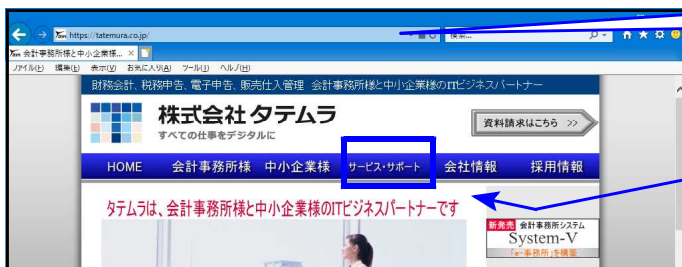 https://tatemura.co.jp/
検索...
会計事務所様と中小企業様...
ファイル(F) 編集(E) 表示(V) お気に入り(A) ツール(T) ヘルプ(H)
財務会計、税務申告、電子申告、販売仕入管理 会計事務所様と中小企業様のITビジネスパートナー
株式会社タテムラ
すべての仕事をデジタルに
資料請求はこちら >>
HOME 会計事務所様 中小企業様 サービス・サポート 会社情報 採用情報
タテムラは、会計事務所様と中小企業様のITビジネスパートナーです
新発売 会計事務所システム
System-V
「e-事務所」を構築